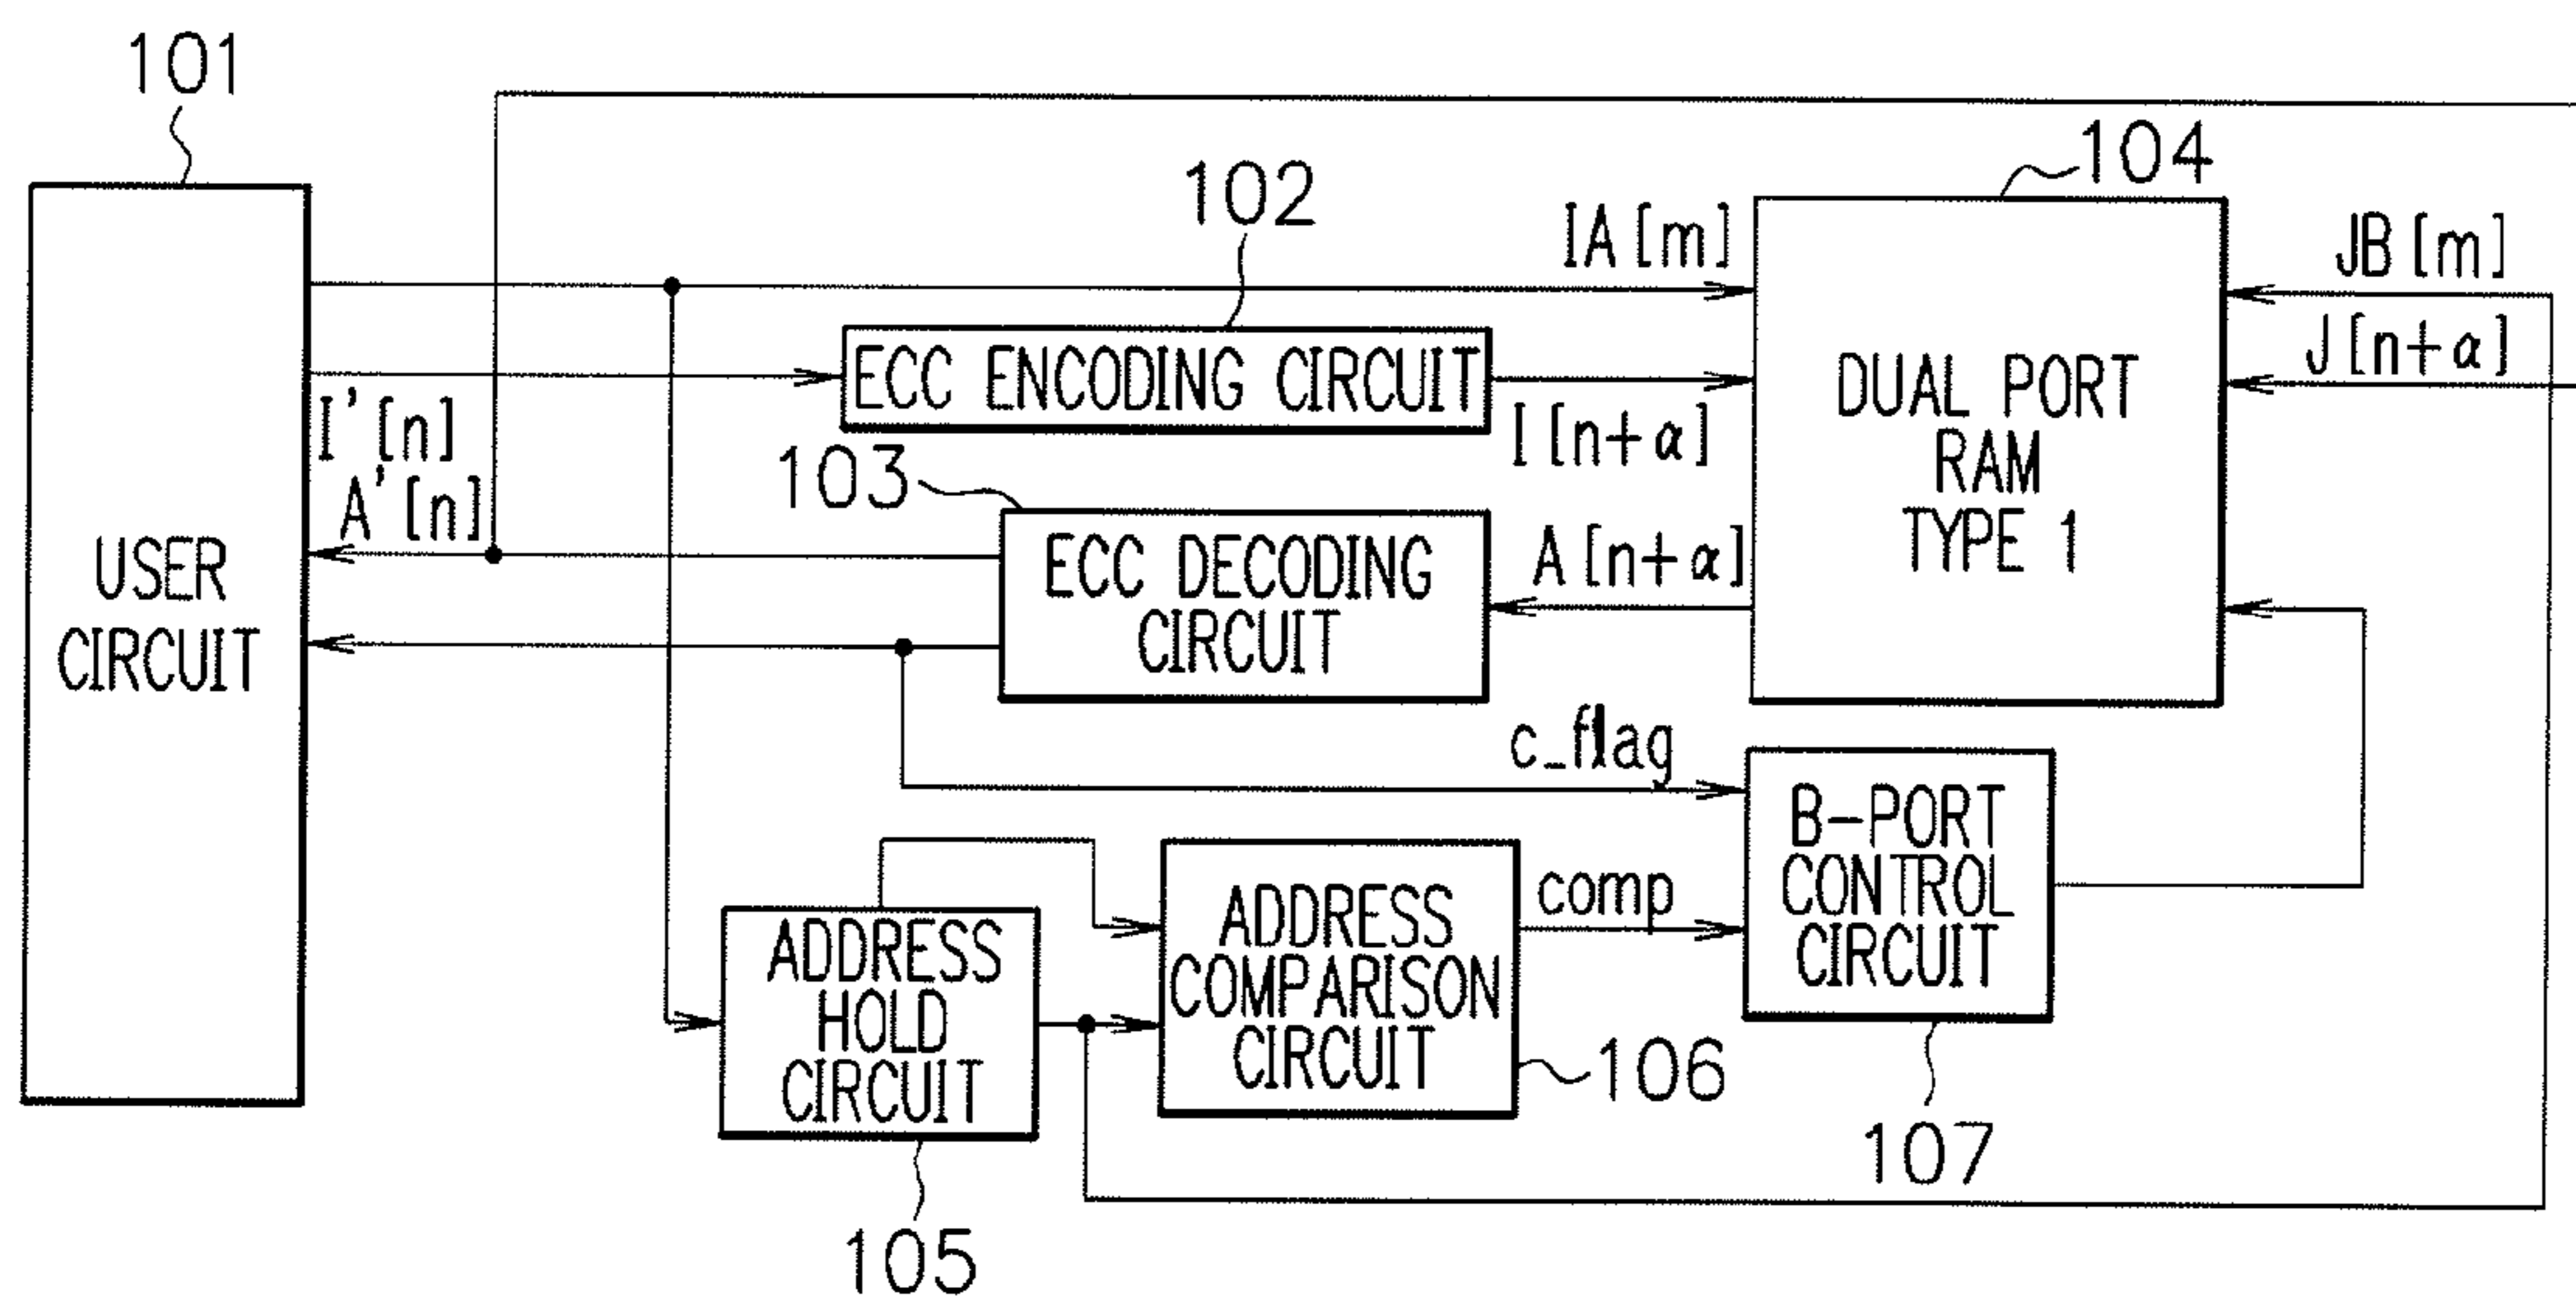 101
102
104
IA[m]
JB[m]
ECC ENCODING CIRCUIT
J[n+α]
DUAL PORT
RAM
TYPE 1
I'[n]
I[n+α]
103
A'[n]
A[n+α]
ECC DECODING
CIRCUIT
USER
CIRCUIT
c_flag
B-PORT
CONTROL
CIRCUIT
comp
ADDRESS
COMPARISON
CIRCUIT
ADDRESS
HOLD
CIRCUIT
106
107
105